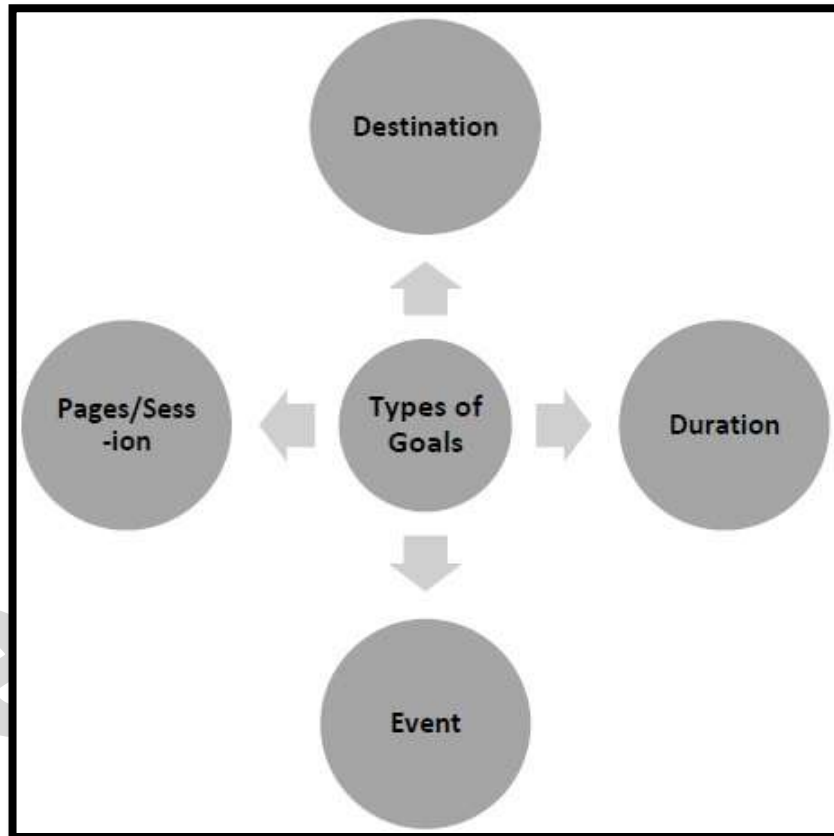 Destination
Pages/Sess
-ion
Types of
Goals
Duration
Event